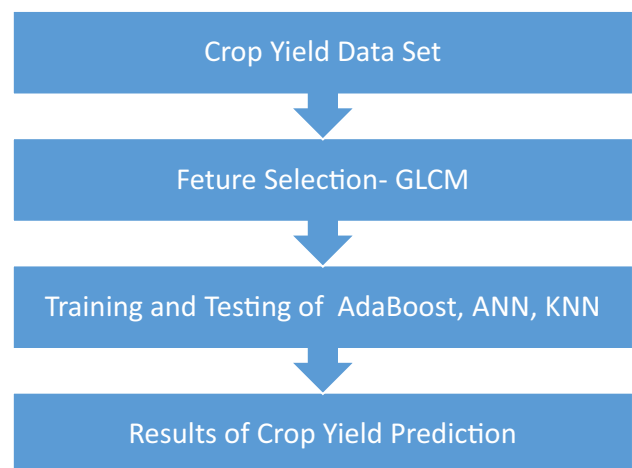 Crop Yield Data Set
Feture Selection- GLCM
Training and Testing of AdaBoost, ANN, KNN
Results of Crop Yield Prediction